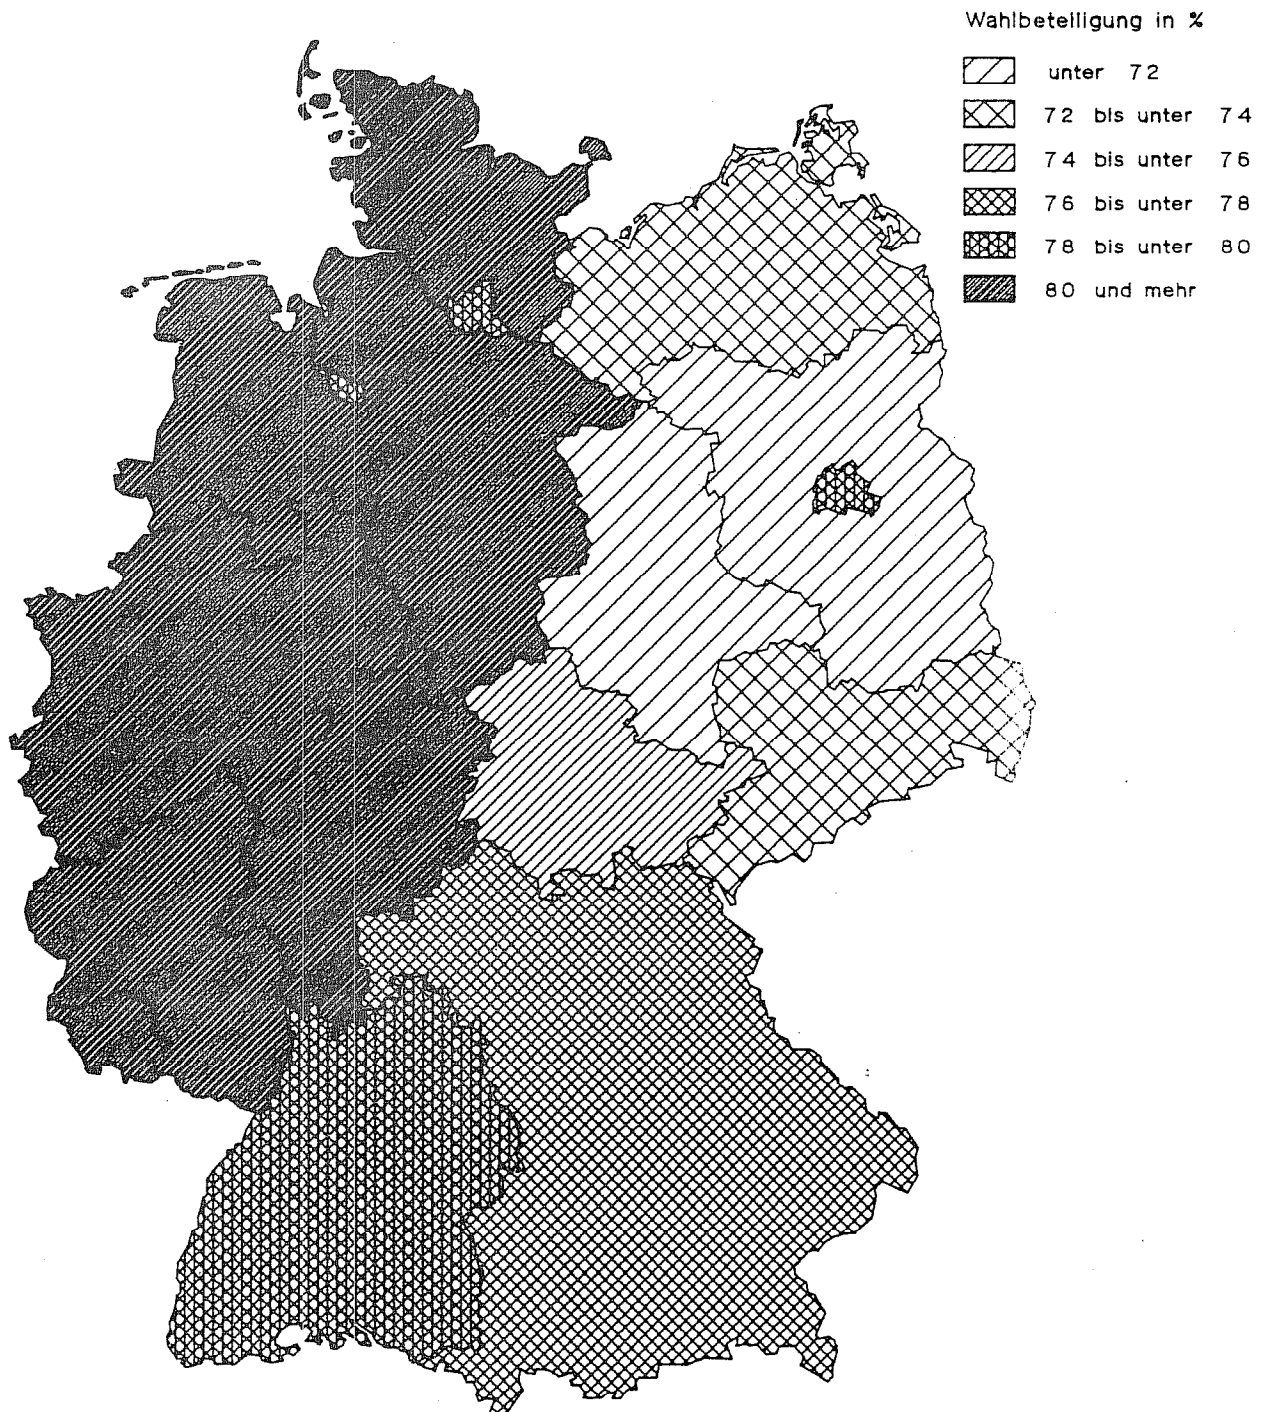 Wahlbeteiligung in %
unter 72
72 bis unter 74
74 bis unter 76
76 bis unter 78
78 bis unter 80
80 und mehr